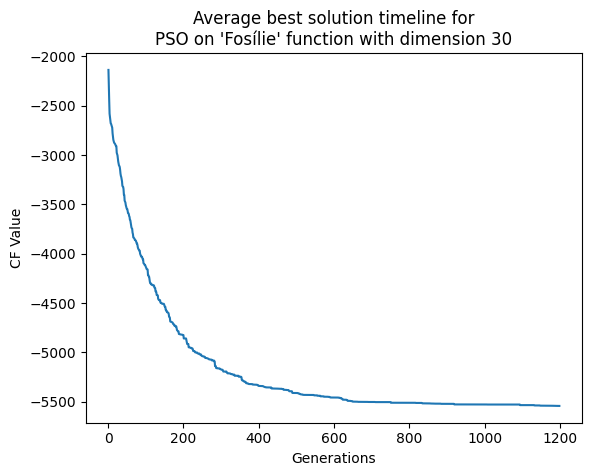 Average best solution timeline for
PSO on 'Fosílie' function with dimension 30
−2000
−2500
−3000
−3500
−4000
−4500
−5000
−5500
CF Value
0 200 400 600 800 1000 1200
Generations